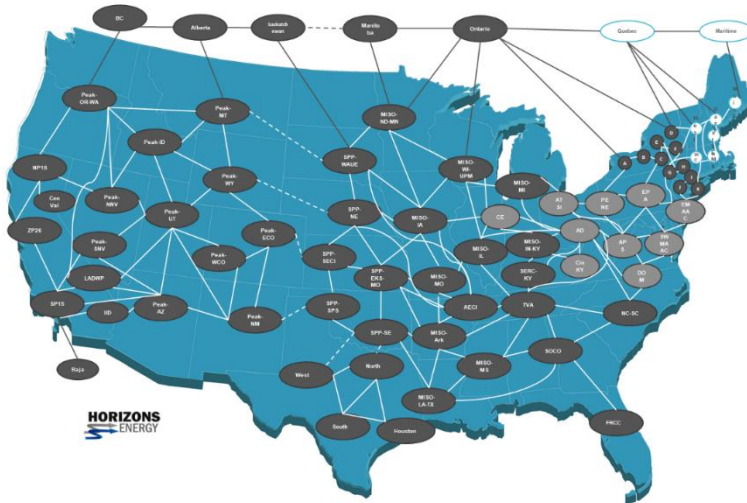 BC
Alberta
Saskatch
ewan
Manito
ba
Ontario
Quebec
Maritime
Peak-
OR-WA
Peak-
MT
MISO-
ND-MN
Peak-ID
SPP-
WAUE
MISO-
WI-
UPM
MISO-MI
NP15
Cen
Val
Peak-
NNV
Peak-
WY
Peak-
UT
SPP-
NE
MISO-
IA
CE
AT
SI
PE
NE
EP
A
EM
AA
C
ZP26
Peak-
SNV
Peak-
ECO
Peak-
WCO
SPP-
SECI
SPP-
EKS-
MO
MISO-
MO
MISO-
IL
MISO-
IN-KY
AD
AP
S
SW
MA
AC
LADWP
SERC-
KY
Cin
KY
DO
M
SP15
IID
Peak-
AZ
Peak-
NM
SPP-
SPS
AECI
TVA
NC-SC
SPP-SE
MISO-
Ark
SOCO
Baja
West
North
MISO-
MS
MISO-
LA-TX
South
Houston
FRCC
A
HORIZONS
ENERGY